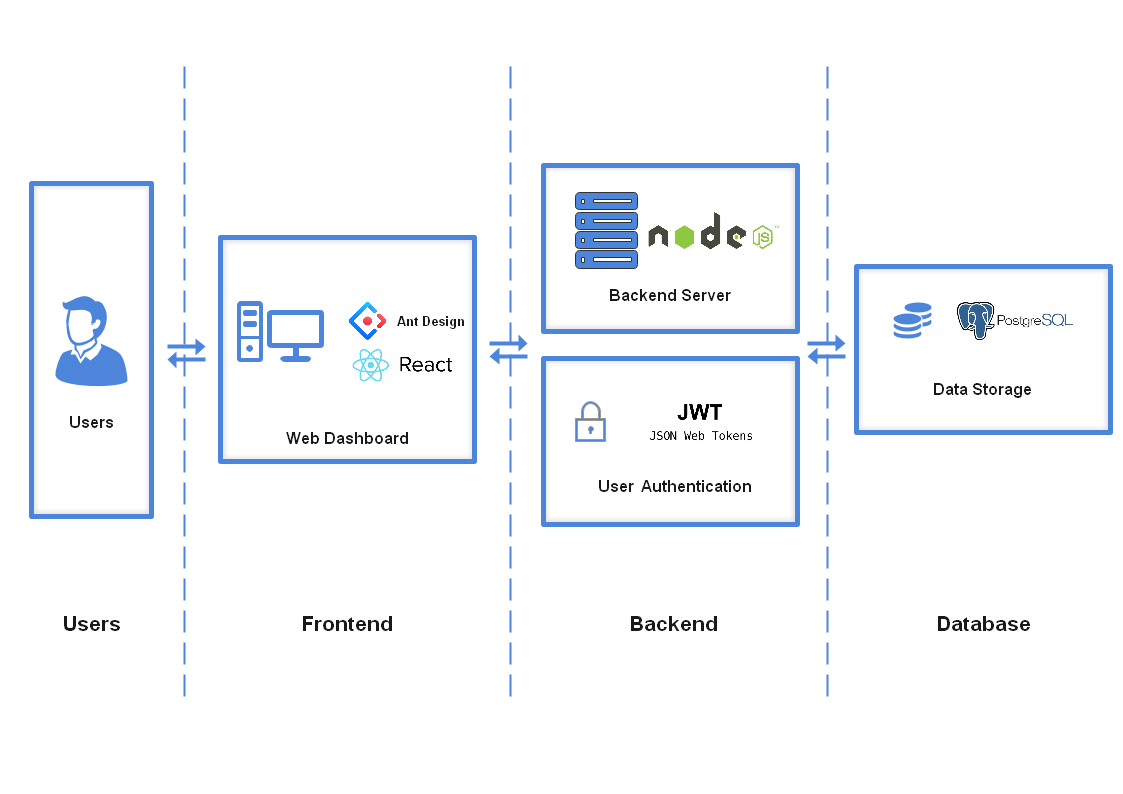 Users
Ant Design
React
Web Dashboard
node
JS
Backend Server
JWT
JSON Web Tokens
User Authentication
PostgreSQL
Data Storage
Users
Frontend
Backend
Database